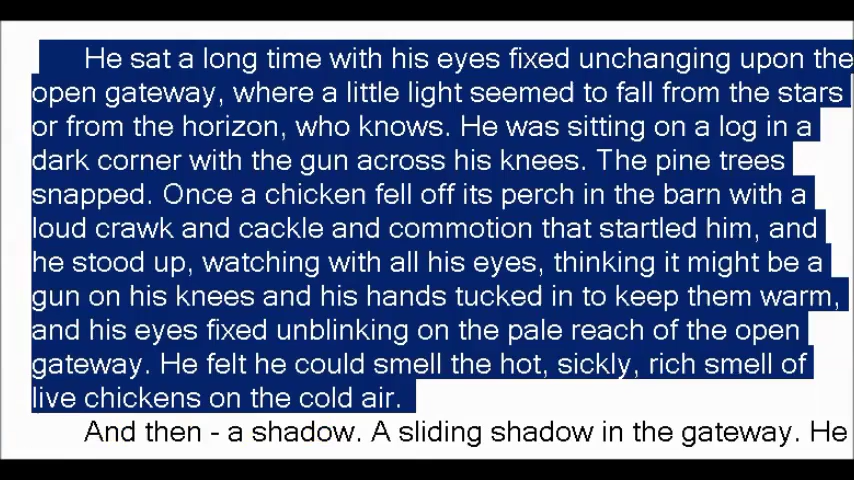 He sat a long time with his eyes fixed unchanging upon the
open gateway, where a little light seemed to fall from the stars
or from the horizon, who knows. He was sitting on a log in a
dark corner with the gun across his knees. The pine trees
snapped. Once a chicken fell off its perch in the barn with a
loud crawk and cackle and commotion that startled him, and
he stood up, watching with all his eyes, thinking it might be a
gun on his knees and his hands tucked in to keep them warm,
and his eyes fixed unblinking on the pale reach of the open
gateway. He felt he could smell the hot, sickly, rich smell of
live chickens on the cold air.
And then - a shadow. A sliding shadow in the gateway. He